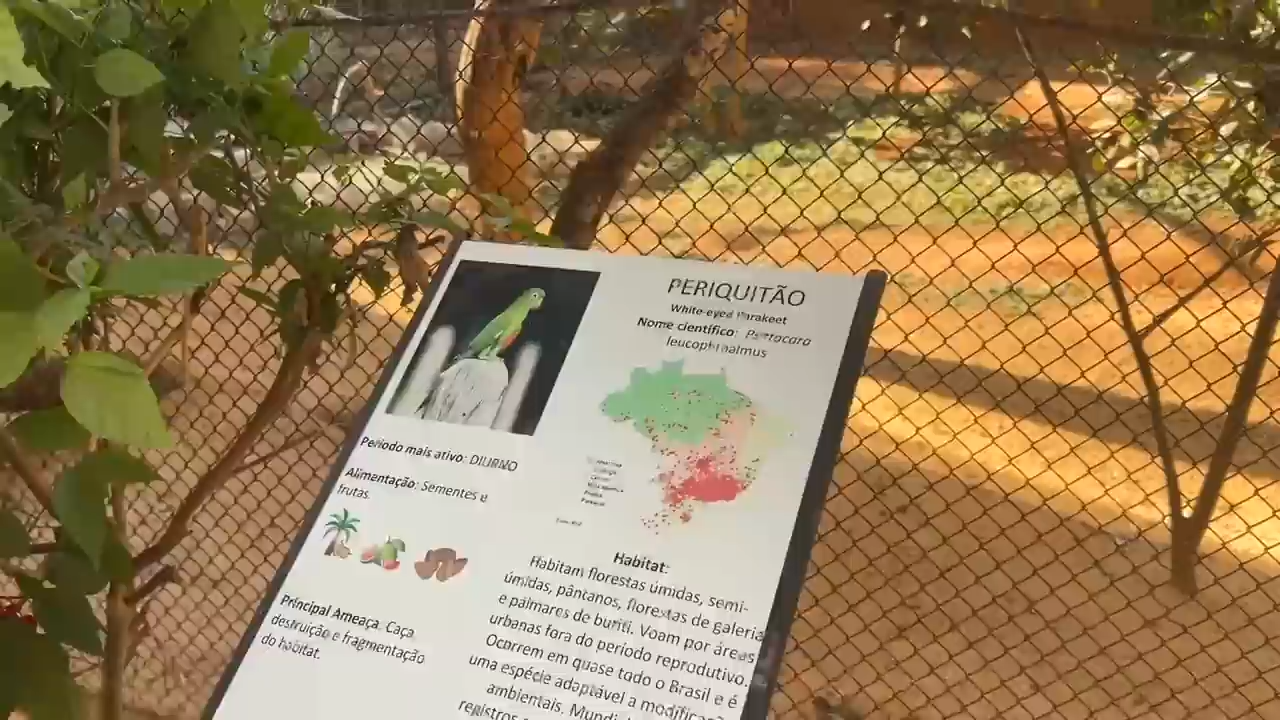 PERIQUITÃO
White-eyed Parakeet
Nome científico: Psittacara
leucophthalmus
Período mais ativo: DIURNO
Alimentação: Sementes e
frutas.
Principal Ameaça. Caça,
destruição e fragmentação
do habitat.
Habitat:
Habitam florestas úmidas, semi-
úmidas, pântanos, florestas de galeria
e palmares de buriti. Voam por áreas
urbanas fora do período reprodutivo.
Ocorrem em quase todo o Brasil e é
uma espécie adaptável a modificaç
ambientais.
registros